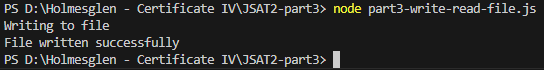 PS D:\Holmesglen - Certificate IV\JSAT2-part3> node part3-write-read-file.js
Writing to file
File written successfully
PS D:\Holmesglen - Certificate IV\JSAT2-part3>